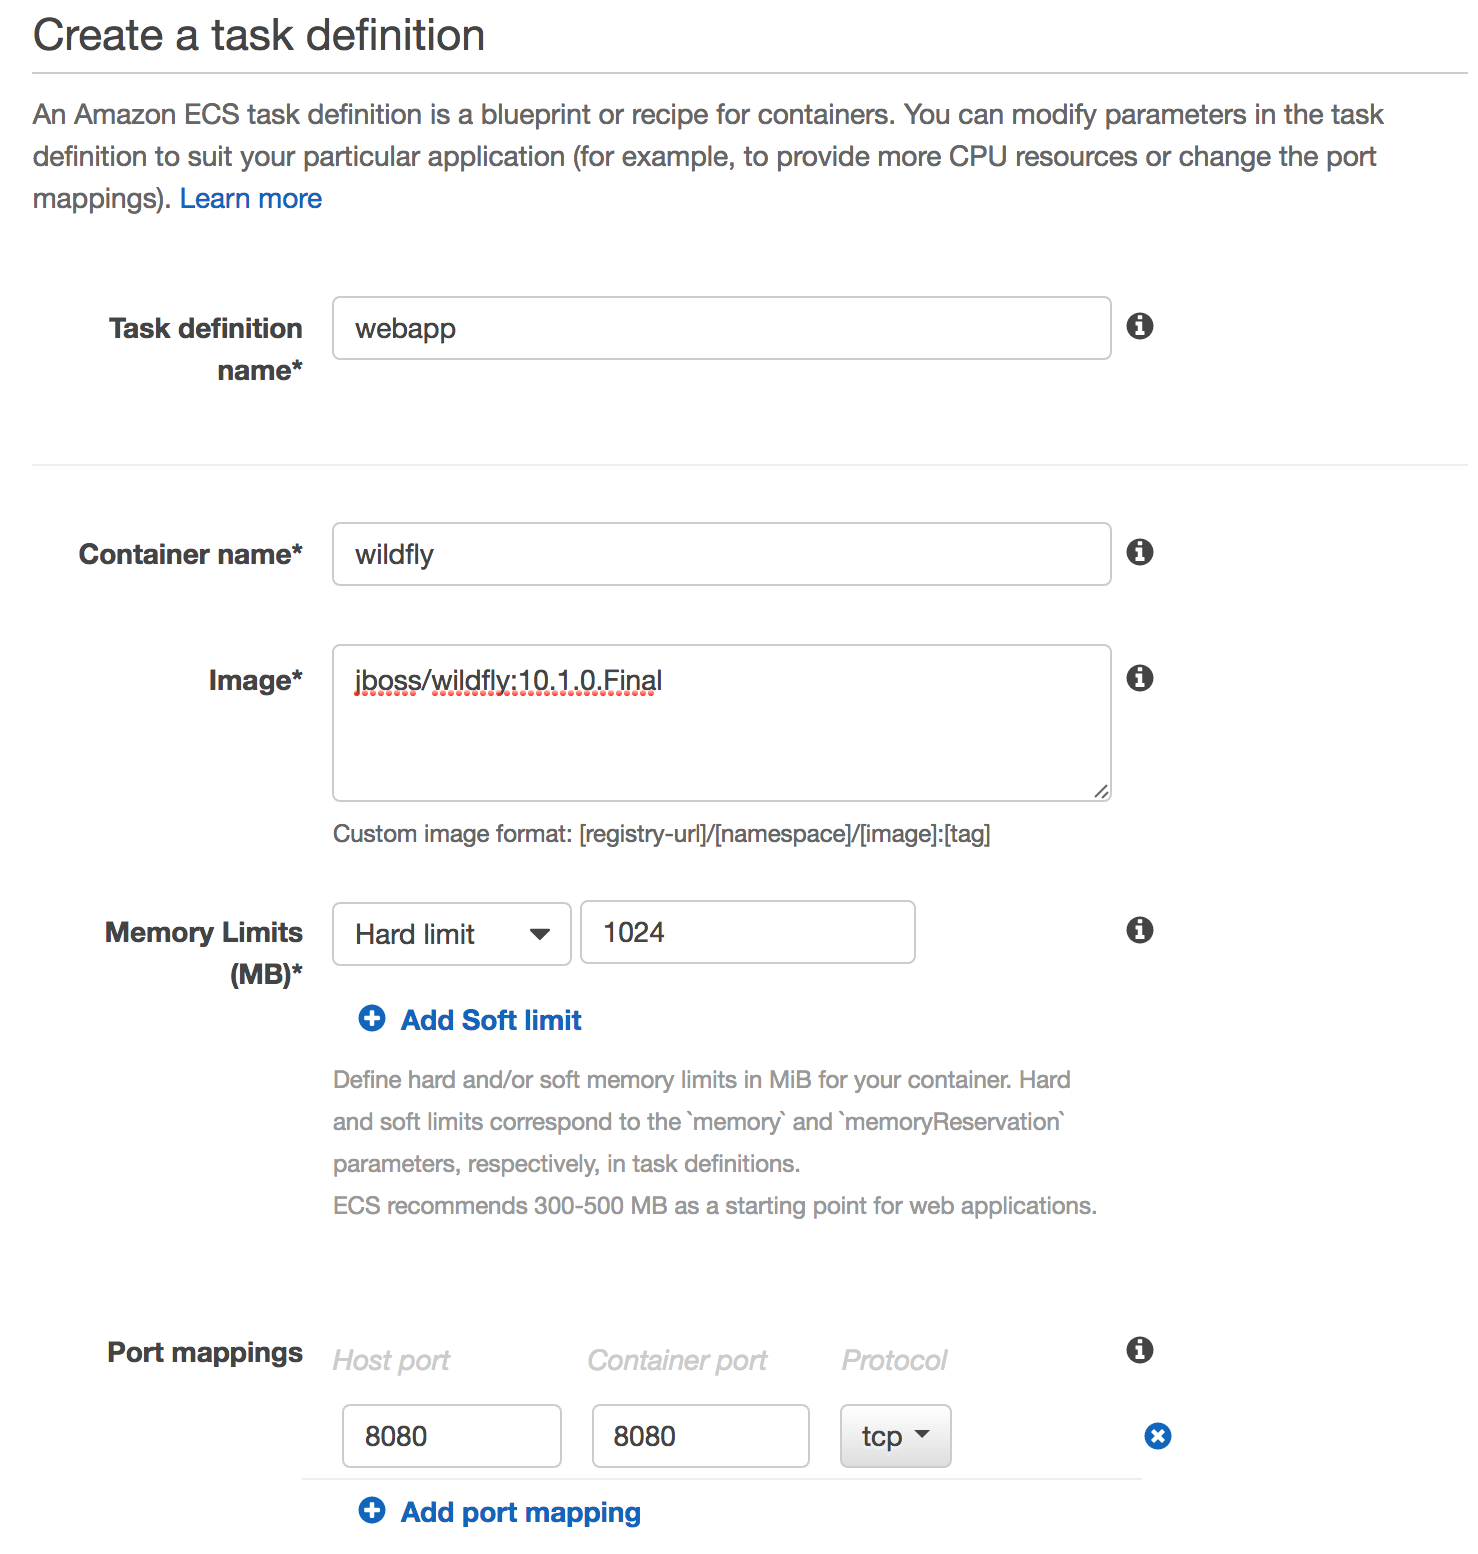 Create a task definition
An Amazon ECS task definition is a blueprint or recipe for containers. You can modify parameters in the task
definition to suit your particular application (for example, to provide more CPU resources or change the port
mappings). Learn more
Task definition
name*
webapp
Container name*
wildfly
Image*
jboss/wildfly:10.1.0.Final
Custom image format: [registry-url]/[namespace]/[image]:[tag]
Memory Limits
(MB)*
Hard limit
1024
Add Soft limit
Define hard and/or soft memory limits in MiB for your container. Hard
and soft limits correspond to the `memory` and `memoryReservation`
parameters, respectively, in task definitions.
ECS recommends 300-500 MB as a starting point for web applications.
Port mappings
Host port
Container port
Protocol
8080
8080
tcp
Add port mapping